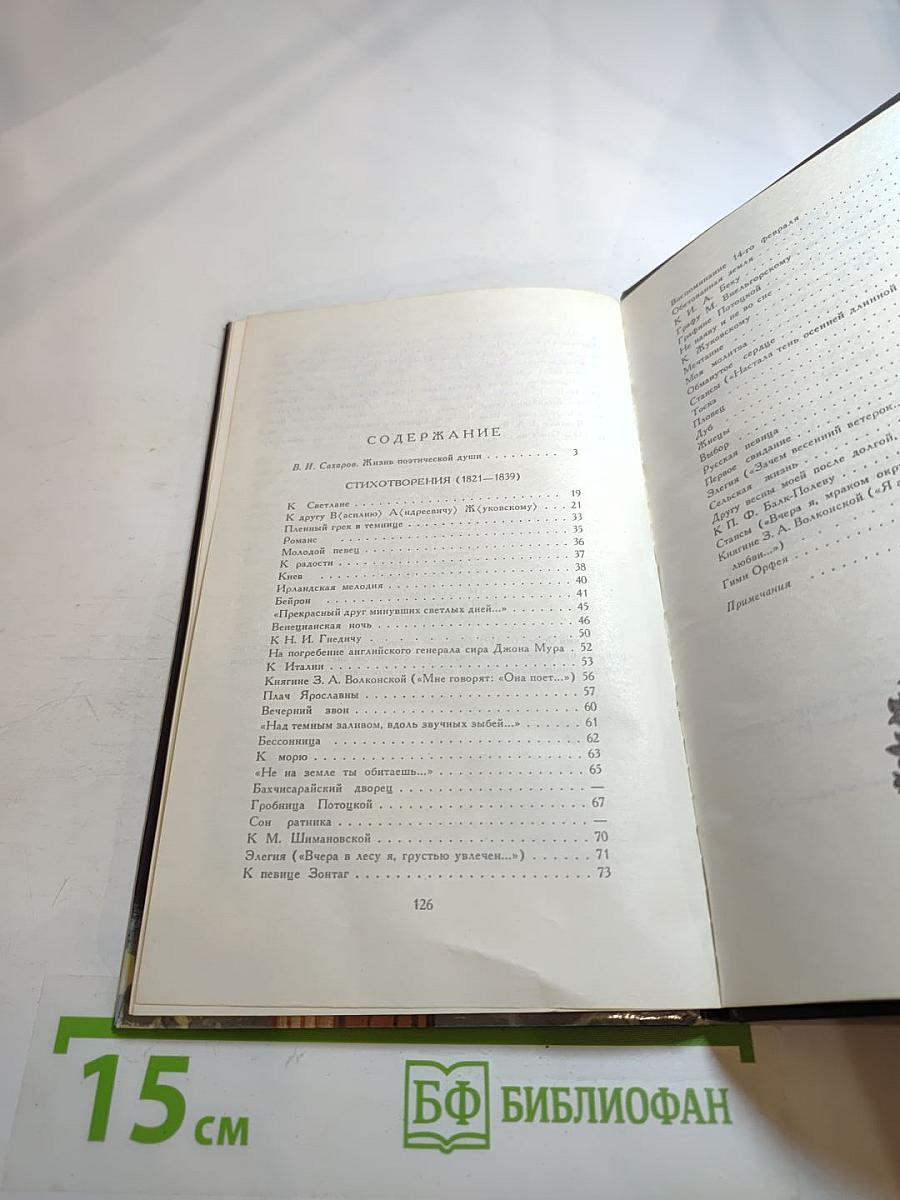 СОДЕРЖАНИЕ
В. И. Сахаров. Жизнь поэтической души . . . . . . . . . 3
СТИХОТВОРЕНИЯ (1821—1839)
К Светлане . . . . . . . . . . . . . . . . . . . . . 19
К другу В⟨асилию⟩ А⟨ндреевичу⟩ Ж⟨уковскому⟩ . . . 21
Пленный грек в темнице . . . . . . . . . . . . . . . 33
Романс . . . . . . . . . . . . . . . . . . . . . . . 35
Молодой певец . . . . . . . . . . . . . . . . . . . . 36
К радости . . . . . . . . . . . . . . . . . . . . . . 37
Киев . . . . . . . . . . . . . . . . . . . . . . . . 38
Ирландская мелодия . . . . . . . . . . . . . . . . . 40
Бейрон . . . . . . . . . . . . . . . . . . . . . . . 41
«Прекрасный друг минувших светлых дней...» . . . . . . 45
Венецианская ночь . . . . . . . . . . . . . . . . . . 46
К Н. И. Гнедичу . . . . . . . . . . . . . . . . . . . 50
На погребение английского генерала сира Джона Мура . 52
К Италии . . . . . . . . . . . . . . . . . . . . . . 53
Княгине З. А. Волконской («Мне говорят: «Она поет...») 56
Плач Ярославны . . . . . . . . . . . . . . . . . . . 57
Вечерний звон . . . . . . . . . . . . . . . . . . . . 60
«Над темным заливом, вдоль звучных зыбей...» . . . . . 61
Бессонница . . . . . . . . . . . . . . . . . . . . . 62
К морю . . . . . . . . . . . . . . . . . . . . . . . 63
«Не на земле ты обитаешь...» . . . . . . . . . . . . . 65
Бахчисарайский дворец . . . . . . . . . . . . . . . . —
Гробница Потоцкой . . . . . . . . . . . . . . . . . . 67
Сон ратника . . . . . . . . . . . . . . . . . . . . . —
К М. Шимановской . . . . . . . . . . . . . . . . . . 70
Элегия («Вчера в лесу я, грустью увлечен...») . . . . . . 71
К певице Зонтаг . . . . . . . . . . . . . . . . . . . 73
126
Воспоминание 14-го февраля . . . .
Обетованная земля . . . .
К И. А. Беку . . . .
Графу М. Виельгорскому . . . .
Графине Потоцкой . . . .
Не наяву и не во сне . . . .
К Жуковскому . . . .
Мечтание . . . .
Моя молитва . . . .
Обманутое сердце . . . .
Стансы («Настала тень осенней длинной
Тоска . . . .
Пловец . . . .
Дуб . . . .
Жнецы . . . .
Выбор . . . .
Русская певица . . . .
Первое свидание . . . .
Элегия («Зачем весенний ветерок...
Сельская жизнь . . . .
Другу весны моей после долгой,
К П. Ф. Балк-Полеву . . . .
Стансы («Вчера я, мраком окр
Княгине З. А. Волконской («Я а
любви...») . . . .
Гимн Орфея . . . .
Примечания . . . .
15 см
БФ БИБЛИОФАН